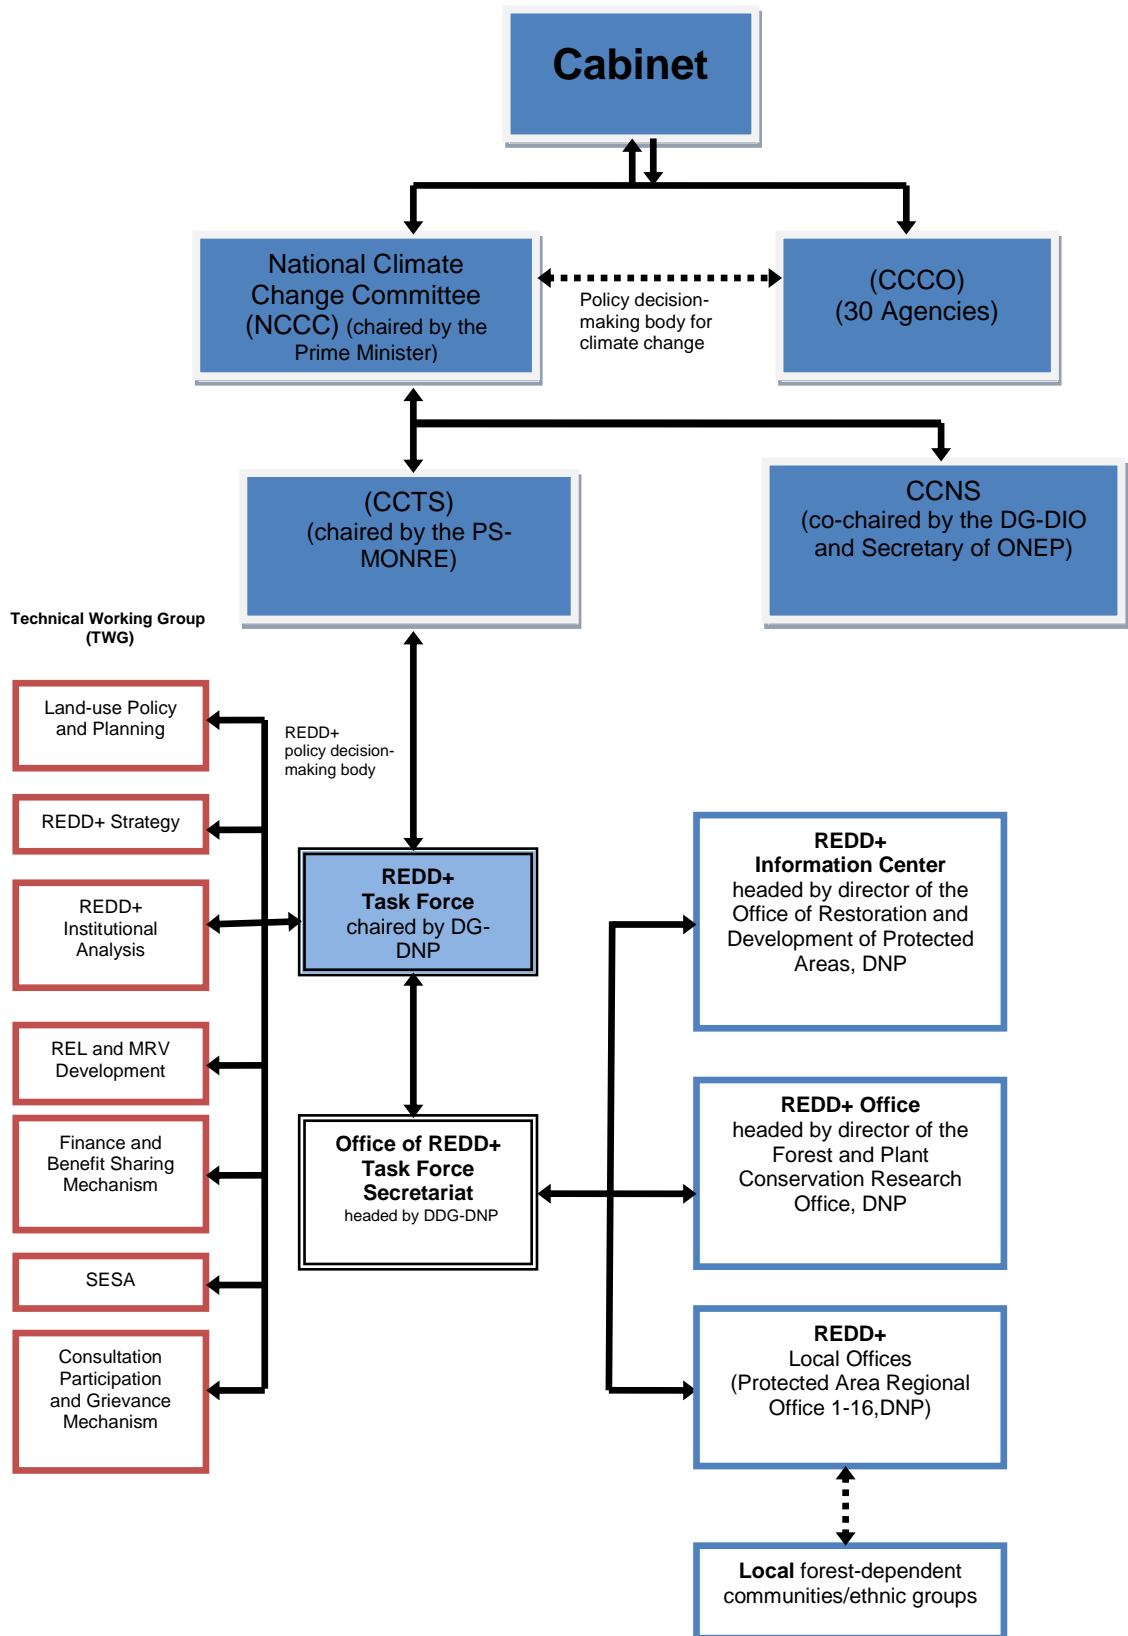 Cabinet
National Climate
Change Committee
(NCCC) (chaired by the
Prime Minister)
Policy decision-
making body for
climate change
(CCCO)
(30 Agencies)
(CCTS)
(chaired by the PS-
MONRE)
CCNS
(co-chaired by the DG-DIO
and Secretary of ONEP)
Technical Working Group
(TWG)
Land-use Policy
and Planning
REDD+ Strategy
REDD+
Institutional
Analysis
REL and MRV
Development
Finance and
Benefit Sharing
Mechanism
SESA
Consultation
Participation
and Grievance
Mechanism
REDD+
policy decision-
making body
REDD+
Task Force
chaired by DG-
DNP
Office of REDD+
Task Force
Secretariat
headed by DDG-DNP
REDD+
Information Center
headed by director of the
Office of Restoration and
Development of Protected
Areas, DNP
REDD+ Office
headed by director of the
Forest and Plant
Conservation Research
Office, DNP
REDD+
Local Offices
(Protected Area Regional
Office 1-16,DNP)
Local forest-dependent
communities/ethnic groups